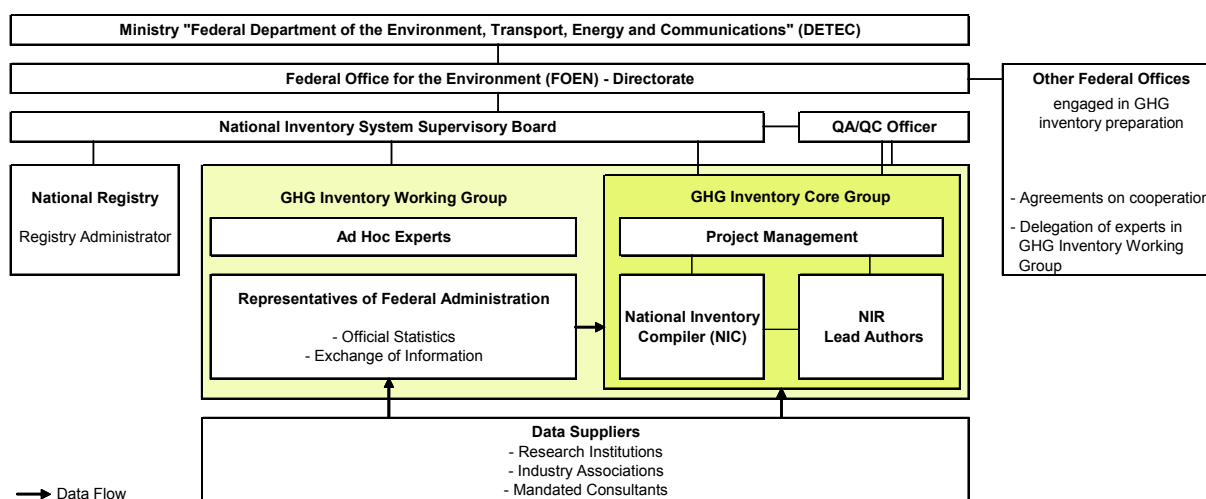 Ministry "Federal Department of the Environment, Transport, Energy and Communications" (DETEC)
Federal Office for the Environment (FOEN) - Directorate
Other Federal Offices
engaged in GHG
inventory preparation
- Agreements on cooperation
- Delegation of experts in
GHG Inventory Working
Group
National Inventory System Supervisory Board
QA/QC Officer
National Registry
Registry Administrator
GHG Inventory Working Group
Ad Hoc Experts
Representatives of Federal Administration
- Official Statistics
- Exchange of Information
GHG Inventory Core Group
Project Management
National Inventory
Compiler (NIC)
NIR
Lead Authors
Data Suppliers
- Research Institutions
- Industry Associations
- Mandated Consultants
Data Flow